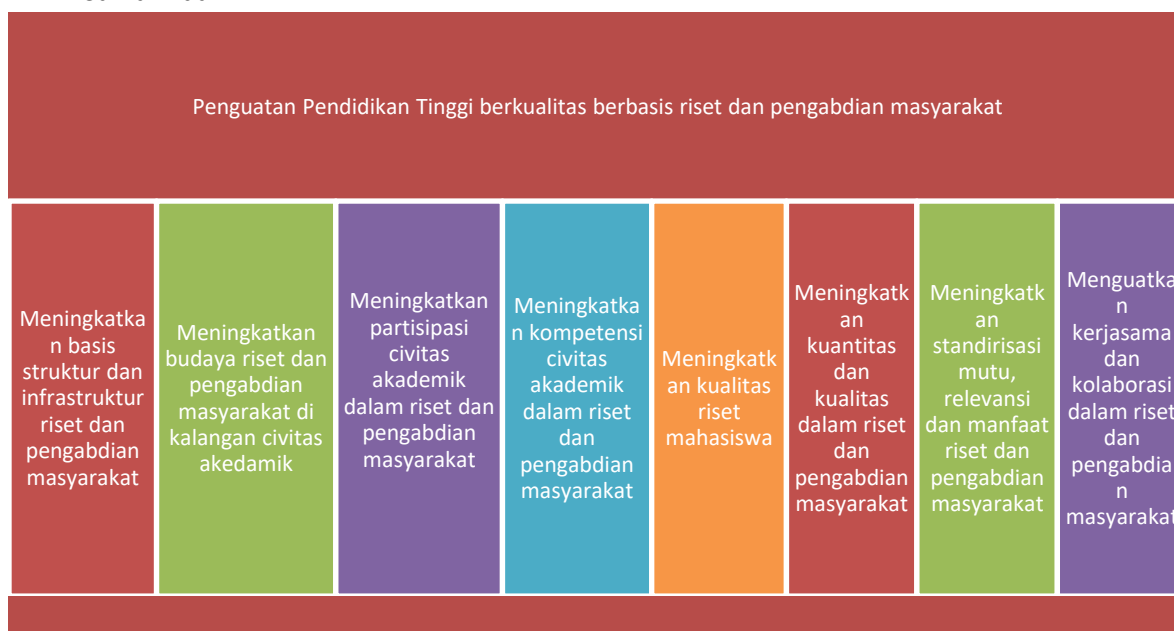 Penguatan Pendidikan Tinggi berkualitas berbasis riset dan pengabdian masyarakat
Meningkatka
n basis
struktur dan
infrastruktur
riset dan
pengabdian
masyarakat
Meningkatkan
budaya riset dan
pengabdian
masyarakat di
kalangan civitas
akedamik
Meningkatkan
partisipasi
civitas
akademik
dalam riset dan
pengabdian
masyarakat
Meningkatka
n kompetensi
civitas
akademik
dalam riset
dan
pengabdian
masyarakat
Meningkatk
an kualitas
riset
mahasiswa
Meningkatk
an
kuantitas
dan
kualitas
dalam riset
dan
pengabdian
masyarakat
Meningkatk
an
standirisasi
mutu,
relevansi
dan manfaat
riset dan
pengabdian
masyarakat
Menguatka
n
kerjasama
dan
kolaborasi
dalam riset
dan
pengabdia
n
masyarakat